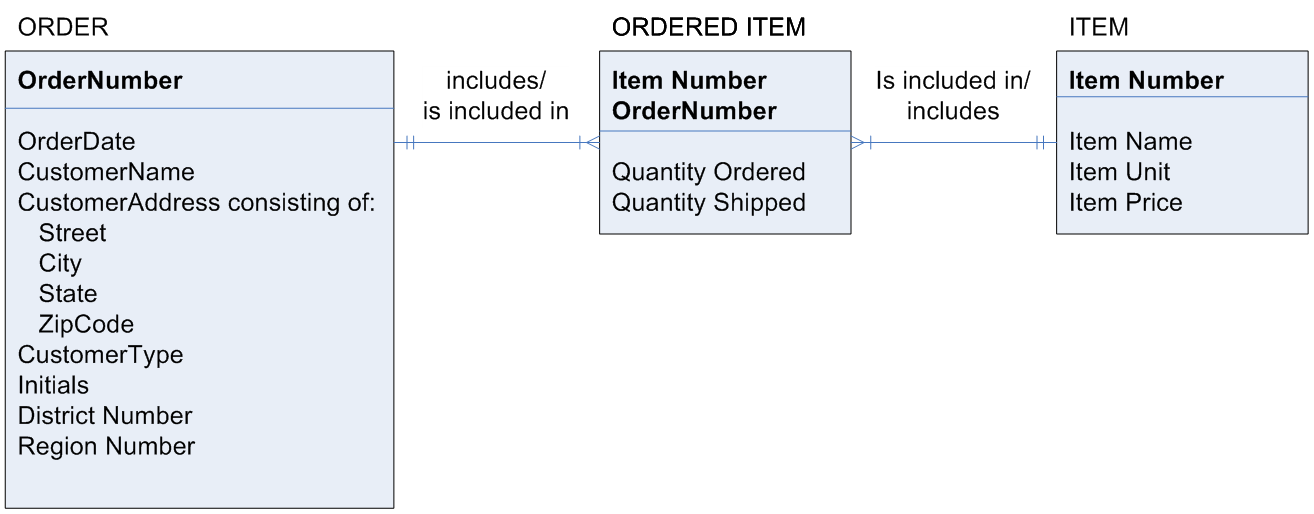 ORDER
OrderNumber
OrderDate
CustomerName
CustomerAddress consisting of:
Street
City
State
ZipCode
CustomerType
Initials
District Number
Region Number
includes/
is included in
ORDERED ITEM
Item Number
OrderNumber
Quantity Ordered
Quantity Shipped
Is included in/
includes
ITEM
Item Number
Item Name
Item Unit
Item Price